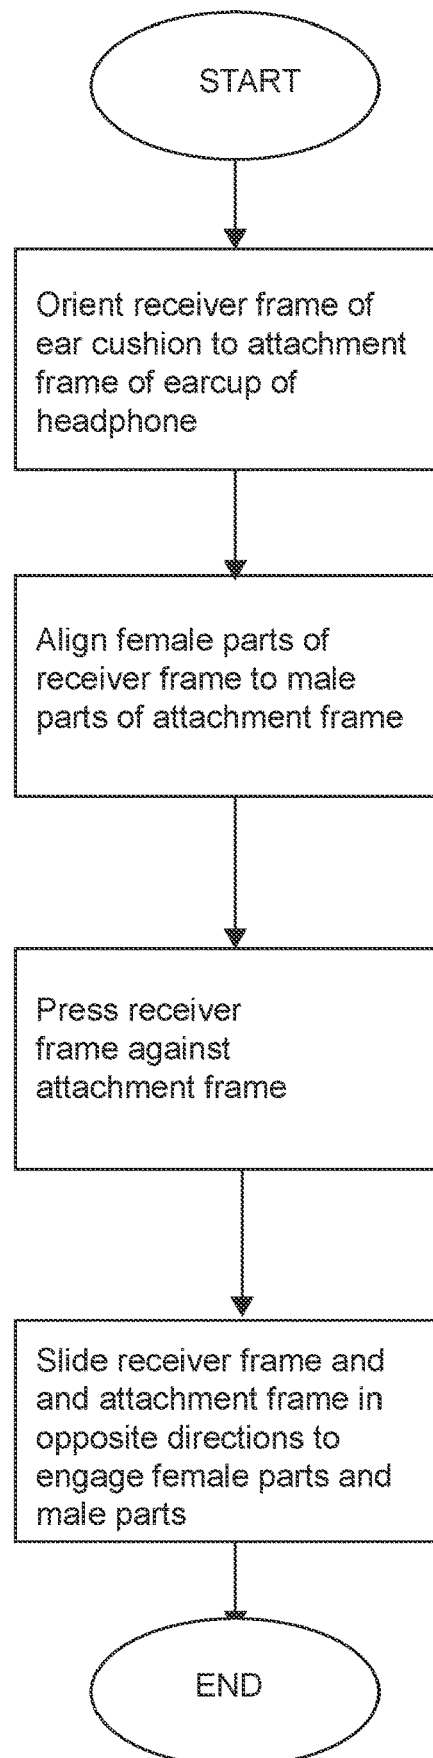 START
Orient receiver frame of
ear cushion to attachment
frame of earcup of
headphone
Align female parts of
receiver frame to male
parts of attachment frame
Press receiver
frame against
attachment frame
Slide receiver frame and
and attachment frame in
opposite directions to
engage female parts and
male parts
END